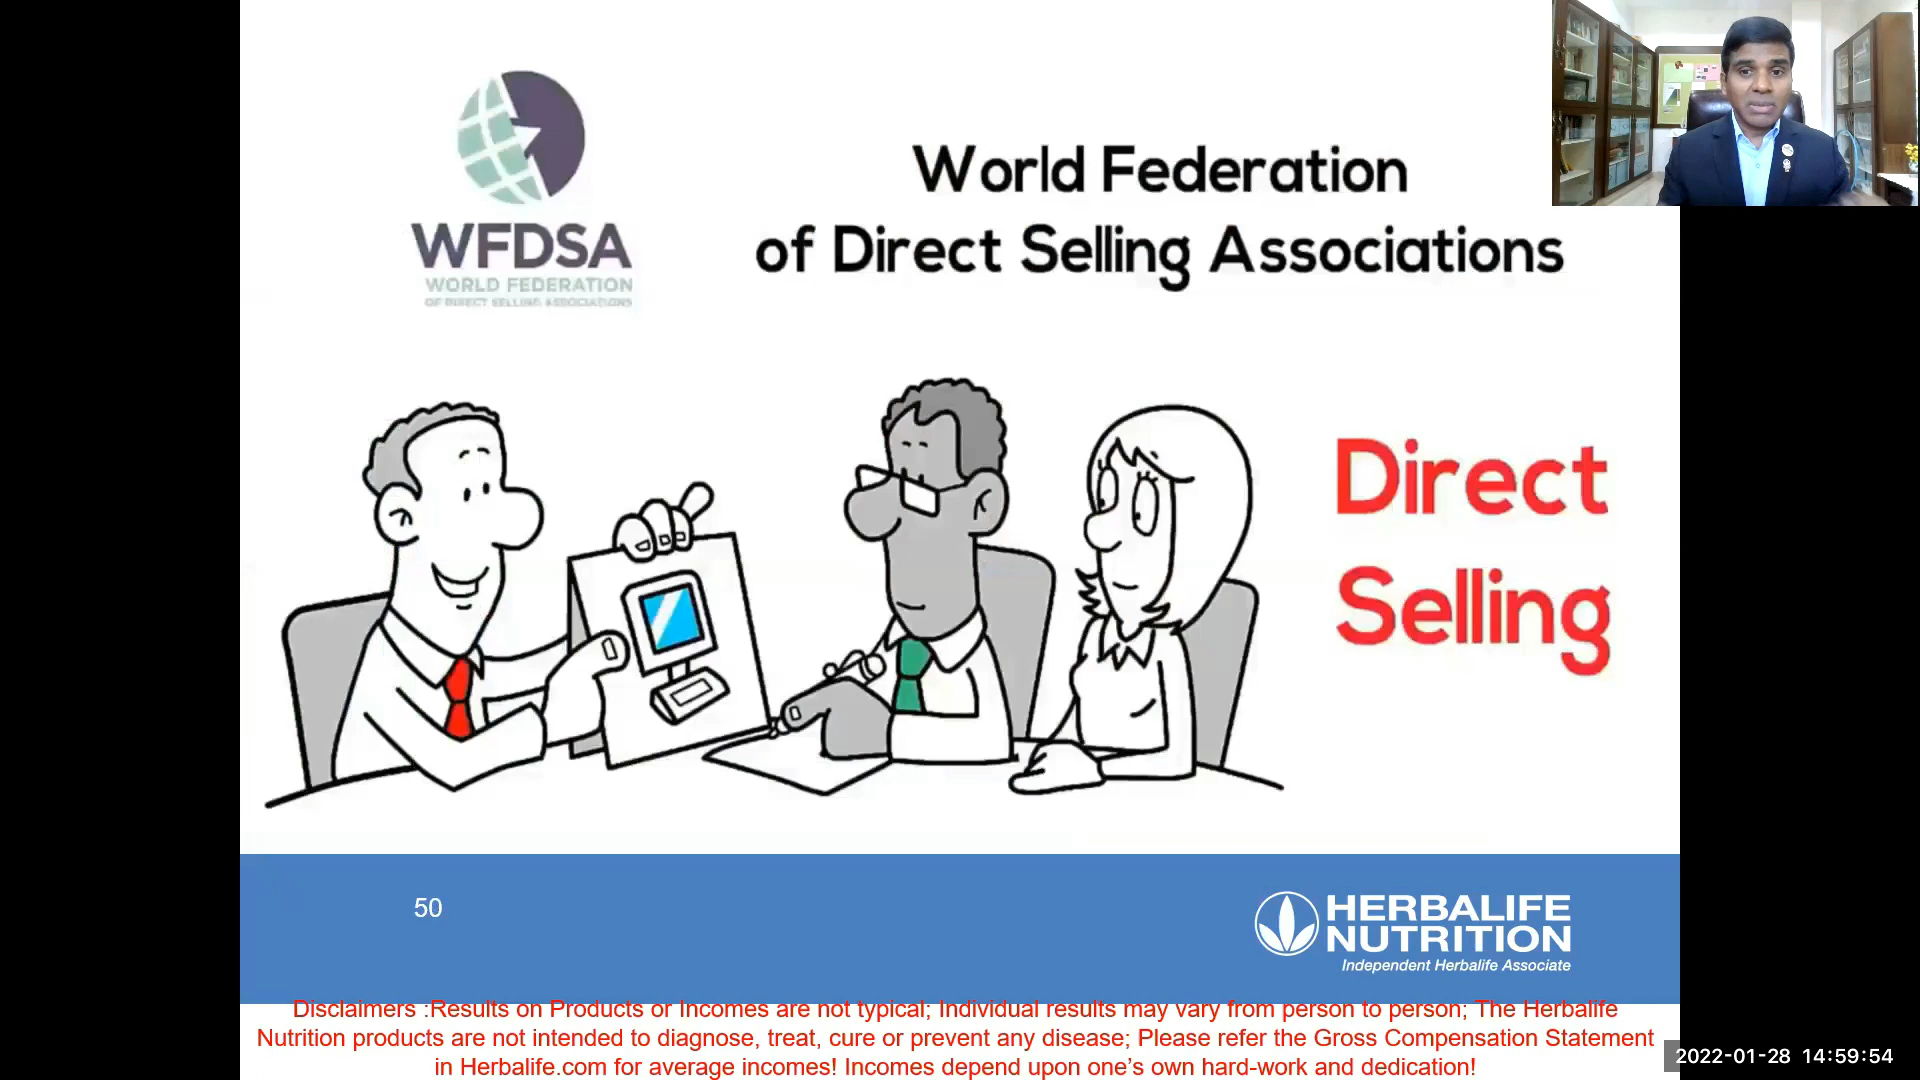 WFDSA
WORLD FEDERATION
OF DIRECT SELLING ASSOCIATIONS
World Federation
of Direct Selling Associations
Direct
Selling
50
HERBALIFE
NUTRITION
Independent Herbalife Associate
Disclaimers :Results on Products or Incomes are not typical; Individual results may vary from person to person; The Herbalife
Nutrition products are not intended to diagnose, treat, cure or prevent any disease; Please refer the Gross Compensation Statement
in Herbalife.com for average incomes! Incomes depend upon one’s own hard-work and dedication!
2022-01-28 14:59:54